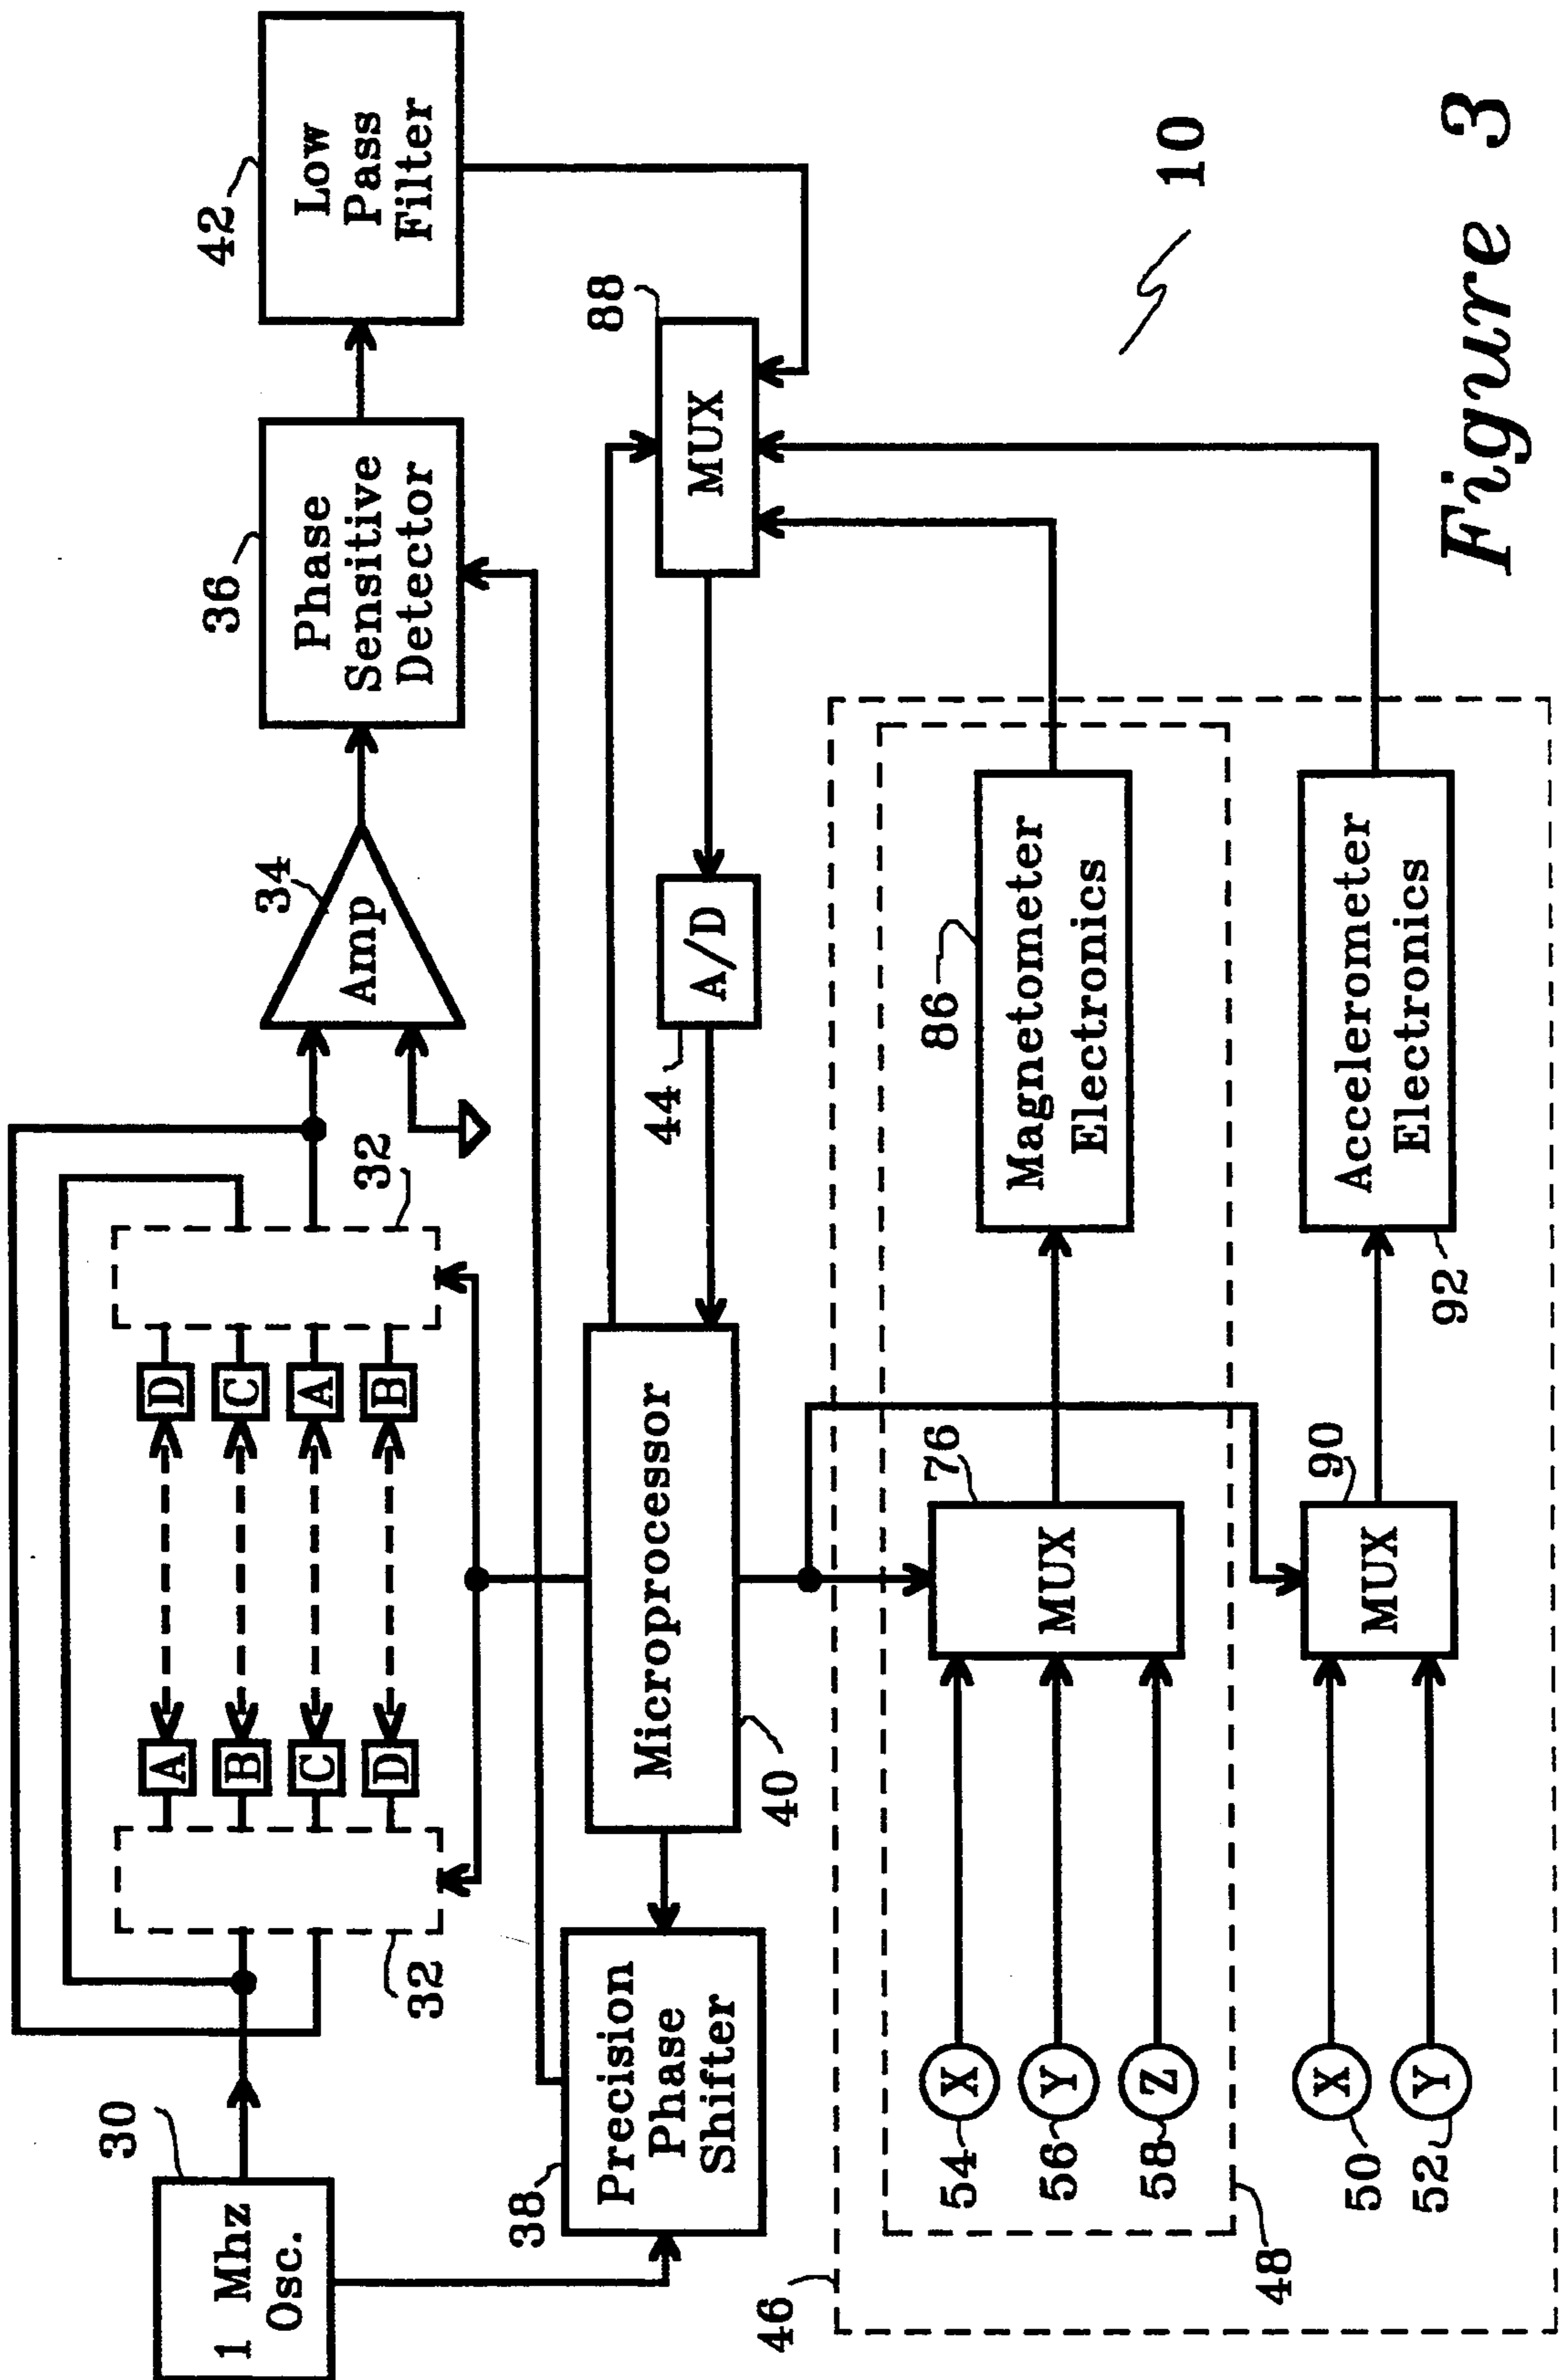 30
1 Mhz
Osc.
32
A
B
C
D
D
C
A
B
32
34
Amp
36
Phase
Sensitive
Detector
42
Low
Pass
Filter
38
Precision
Phase
Shifter
40
Microprocessor
44
A/D
88
MUX
46
48
54
X
56
Y
58
Z
76
MUX
86
Magnetometer
Electronics
50
X
52
Y
90
MUX
92
Accelerometer
Electronics
10
Figure 3